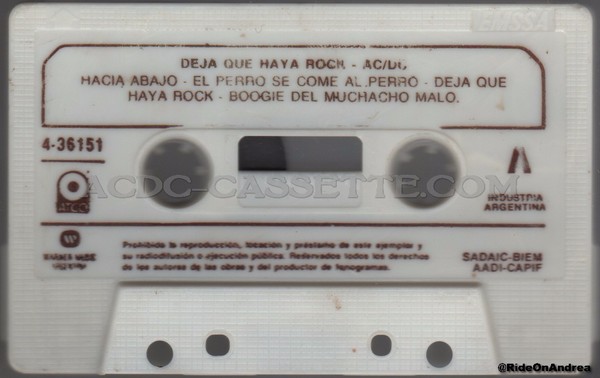 EMSSA
DEJA QUE HAYA ROCK - AC/DC
HACIA ABAJO - EL PERRO SE COME AL PERRO - DEJA QUE
HAYA ROCK - BOOGIE DEL MUCHACHO MALO.
4-36151
ACDC-CASSETTE.COM
ATCO
INDUSTRIA
ARGENTINA
WARNER MUSIC
Prohibida la reproducción, locación y préstamo de este ejemplar y
su radiodifusión o ejecución pública. Reservados todos los derechos
de los autores de las obras y del productor de fonogramas.
SADAIC-BIEM
AADI-CAPIF
@RideOnAndrea